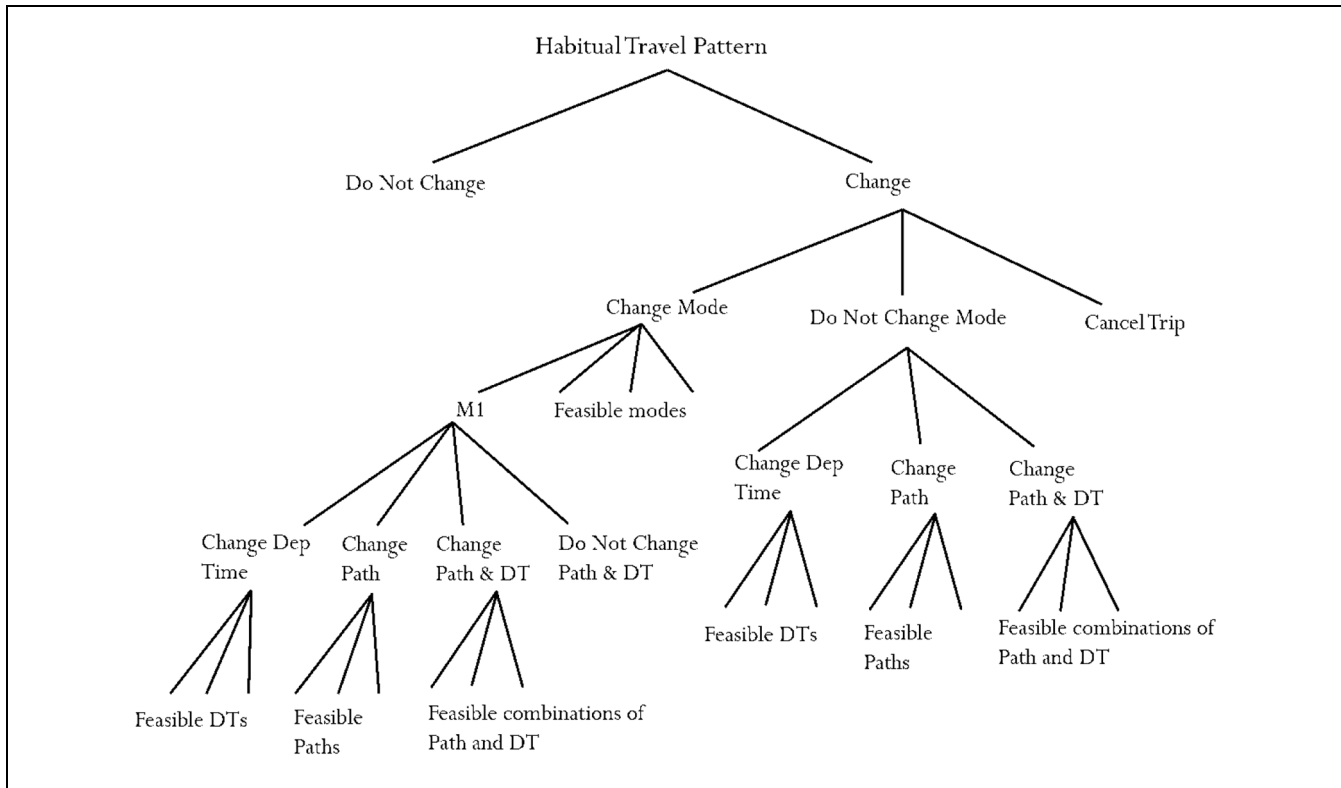 Habitual Travel Pattern
Do Not Change
Change
Change Mode
Do Not Change Mode
Cancel Trip
M1
Feasible modes
Change Dep
Time
Change
Path
Change
Path & DT
Change Dep
Time
Change
Path
Change
Path & DT
Do Not Change
Path & DT
Feasible DTs
Feasible
Paths
Feasible combinations of
Path and DT
Feasible DTs
Feasible
Paths
Feasible combinations of
Path and DT